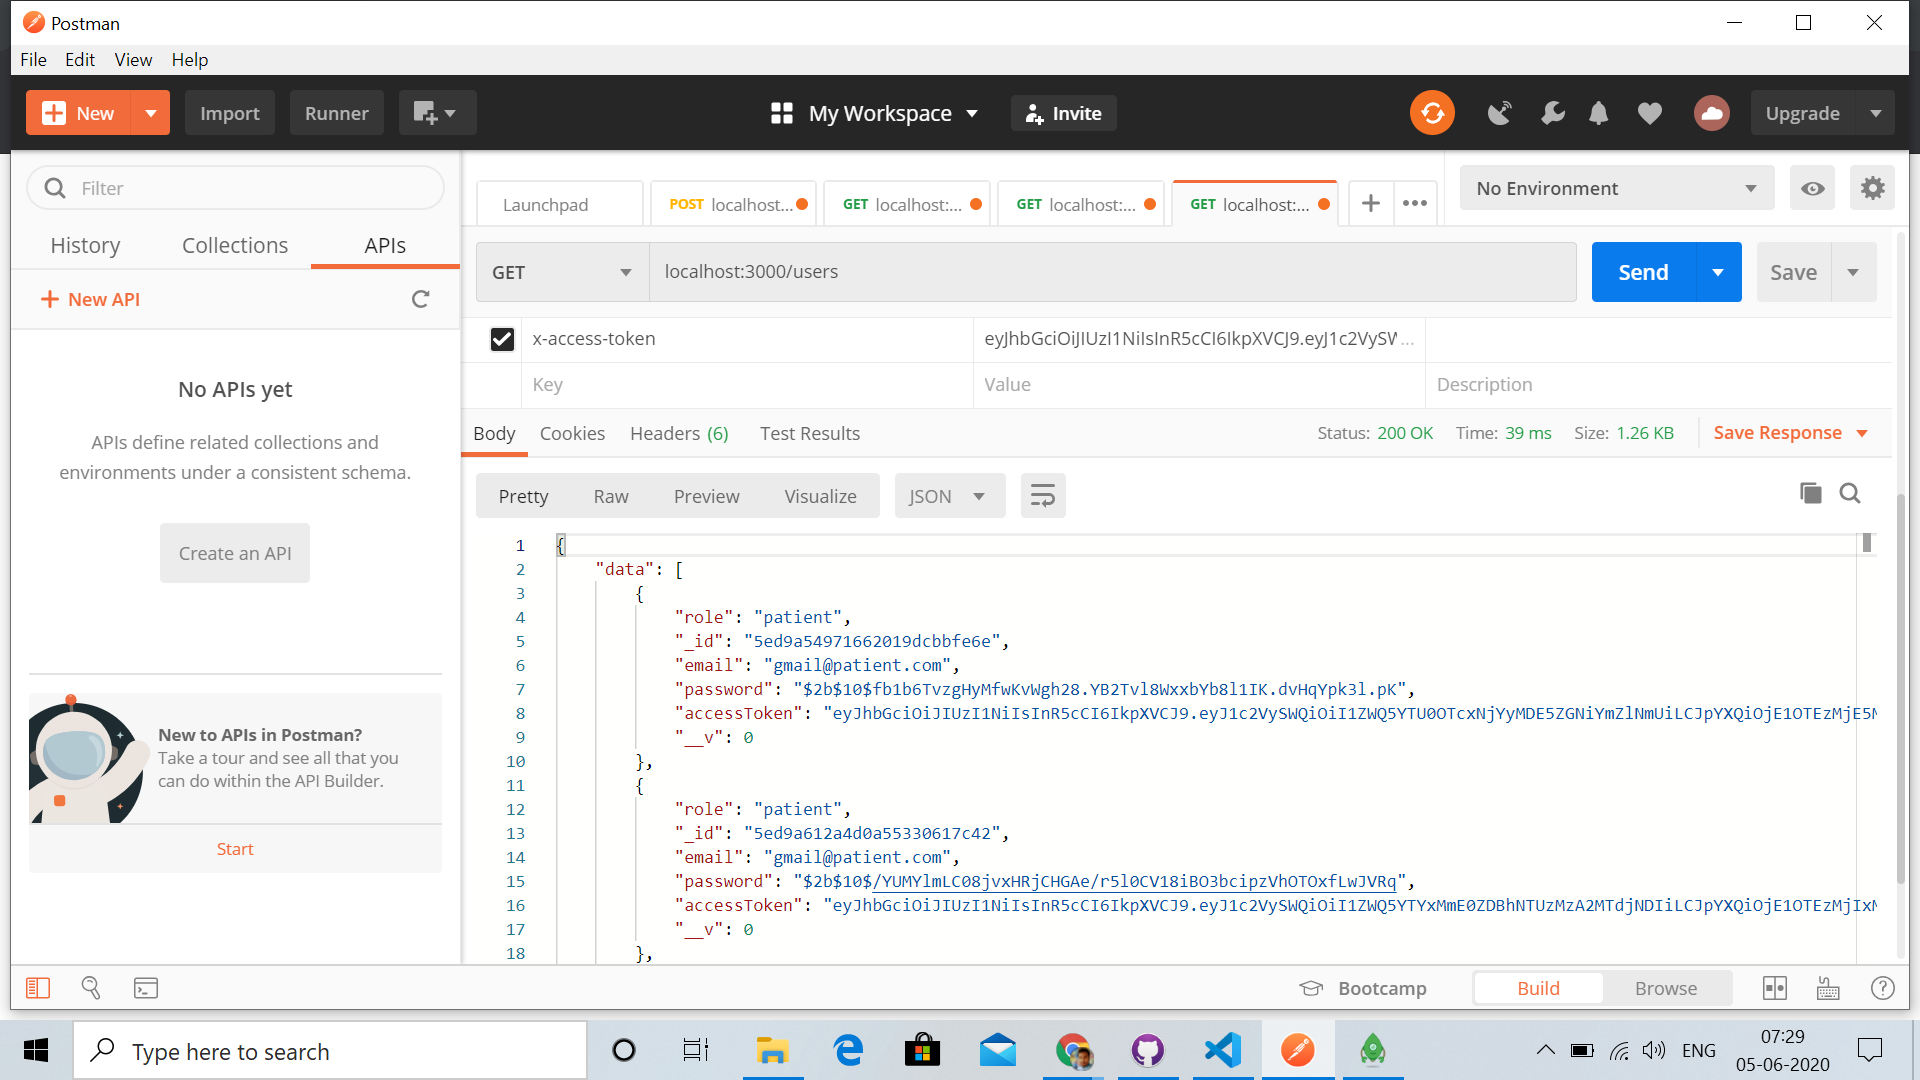 Postman
File Edit View Help
New Import Runner My Workspace Invite Upgrade
Filter
History Collections APIs
New API
No APIs yet
APIs define related collections and
environments under a consistent schema.
Create an API
New to APIs in Postman?
Take a tour and see all that you
can do within the API Builder.
Start
Launchpad POST localhost:... GET localhost:... GET localhost:... GET localhost:... No Environment
GET localhost:3000/users Send Save
x-access-token eyJhbGciOiJIUzI1NiIsInR5cCI6IkpXVCJ9.eyJ1c2VySW...
Key Value Description
Body Cookies Headers (6) Test Results Status: 200 OK Time: 39 ms Size: 1.26 KB Save Response
Pretty Raw Preview Visualize JSON
1 {
2 "data": [
3 {
4 "role": "patient",
5 "_id": "5ed9a54971662019dcbbfe6e",
6 "email": "gmail@patient.com",
7 "password": "$2b$10$fb1b6TvzgHyMfwKvWgh28.YB2Tvl8WxxbYb8l1IK.dvHqYpk3l.pK",
8 "accessToken": "eyJhbGciOiJIUzI1NiIsInR5cCI6IkpXVCJ9.eyJ1c2VySWQiOiI1ZWQ5YTU0OTcxNjYyMDE5ZGNiYmZlNmUiLCJpYXQiOjE1OTEzMjE5M
9 "__v": 0
10 },
11 {
12 "role": "patient",
13 "_id": "5ed9a612a4d0a55330617c42",
14 "email": "gmail@patient.com",
15 "password": "$2b$10$/YUMYlmLC08jvxHRjCHGAe/r5l0CV18iBO3bcipzVhOTOxfLwJVRq",
16 "accessToken": "eyJhbGciOiJIUzI1NiIsInR5cCI6IkpXVCJ9.eyJ1c2VySWQiOiI1ZWQ5YTYxMmE0ZDBhNTUzMzA2MTdjNDIiLCJpYXQiOjE1OTEzMjIxM
17 "__v": 0
18 },
Bootcamp Build Browse
Type here to search ENG 07:29
05-06-2020